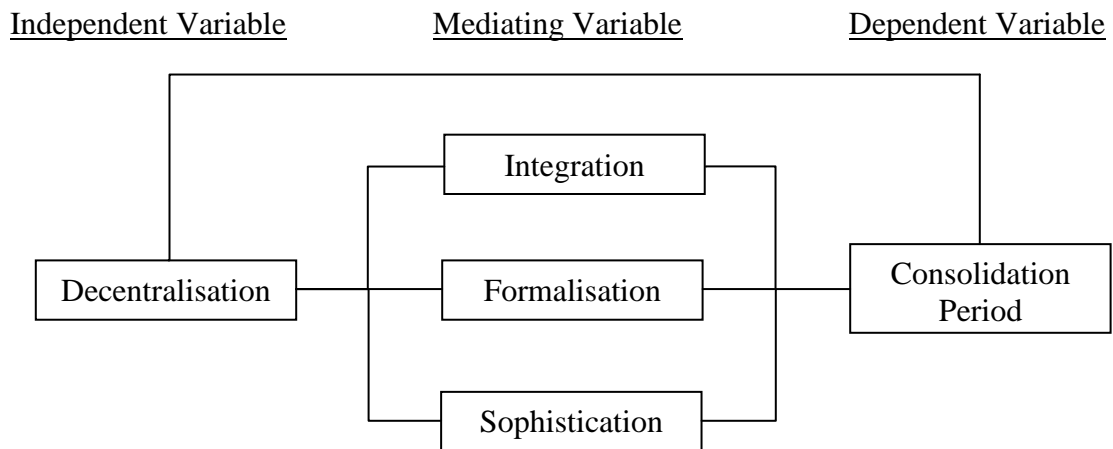 Independent Variable
Mediating Variable
Dependent Variable
Integration
Decentralisation
Formalisation
Consolidation
Period
Sophistication